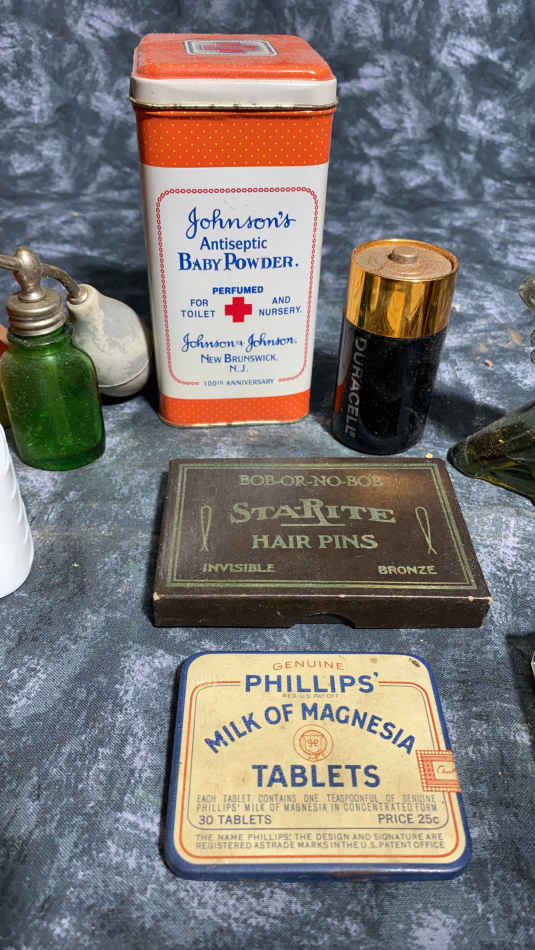 Johnson's
Antiseptic
BABY POWDER.
PERFUMED
FOR TOILET AND NURSERY.
Johnson & Johnson.
NEW BRUNSWICK,
N.J.
100TH ANNIVERSARY
DURACELL
BOB-OR-NO-BOB
STARITE
HAIR PINS
INVISIBLE BRONZE
GENUINE
PHILLIPS'
REG. U.S. PAT. OFF.
MILK OF MAGNESIA
TABLETS
EACH TABLET CONTAINS ONE TEASPOONFUL OF GENUINE
PHILLIPS' MILK OF MAGNESIA IN CONCENTRATED FORM
30 TABLETS PRICE 25c
THE NAME PHILLIPS', THE DESIGN AND SIGNATURE ARE
REGISTERED AS TRADE MARKS IN THE U.S. PATENT OFFICE